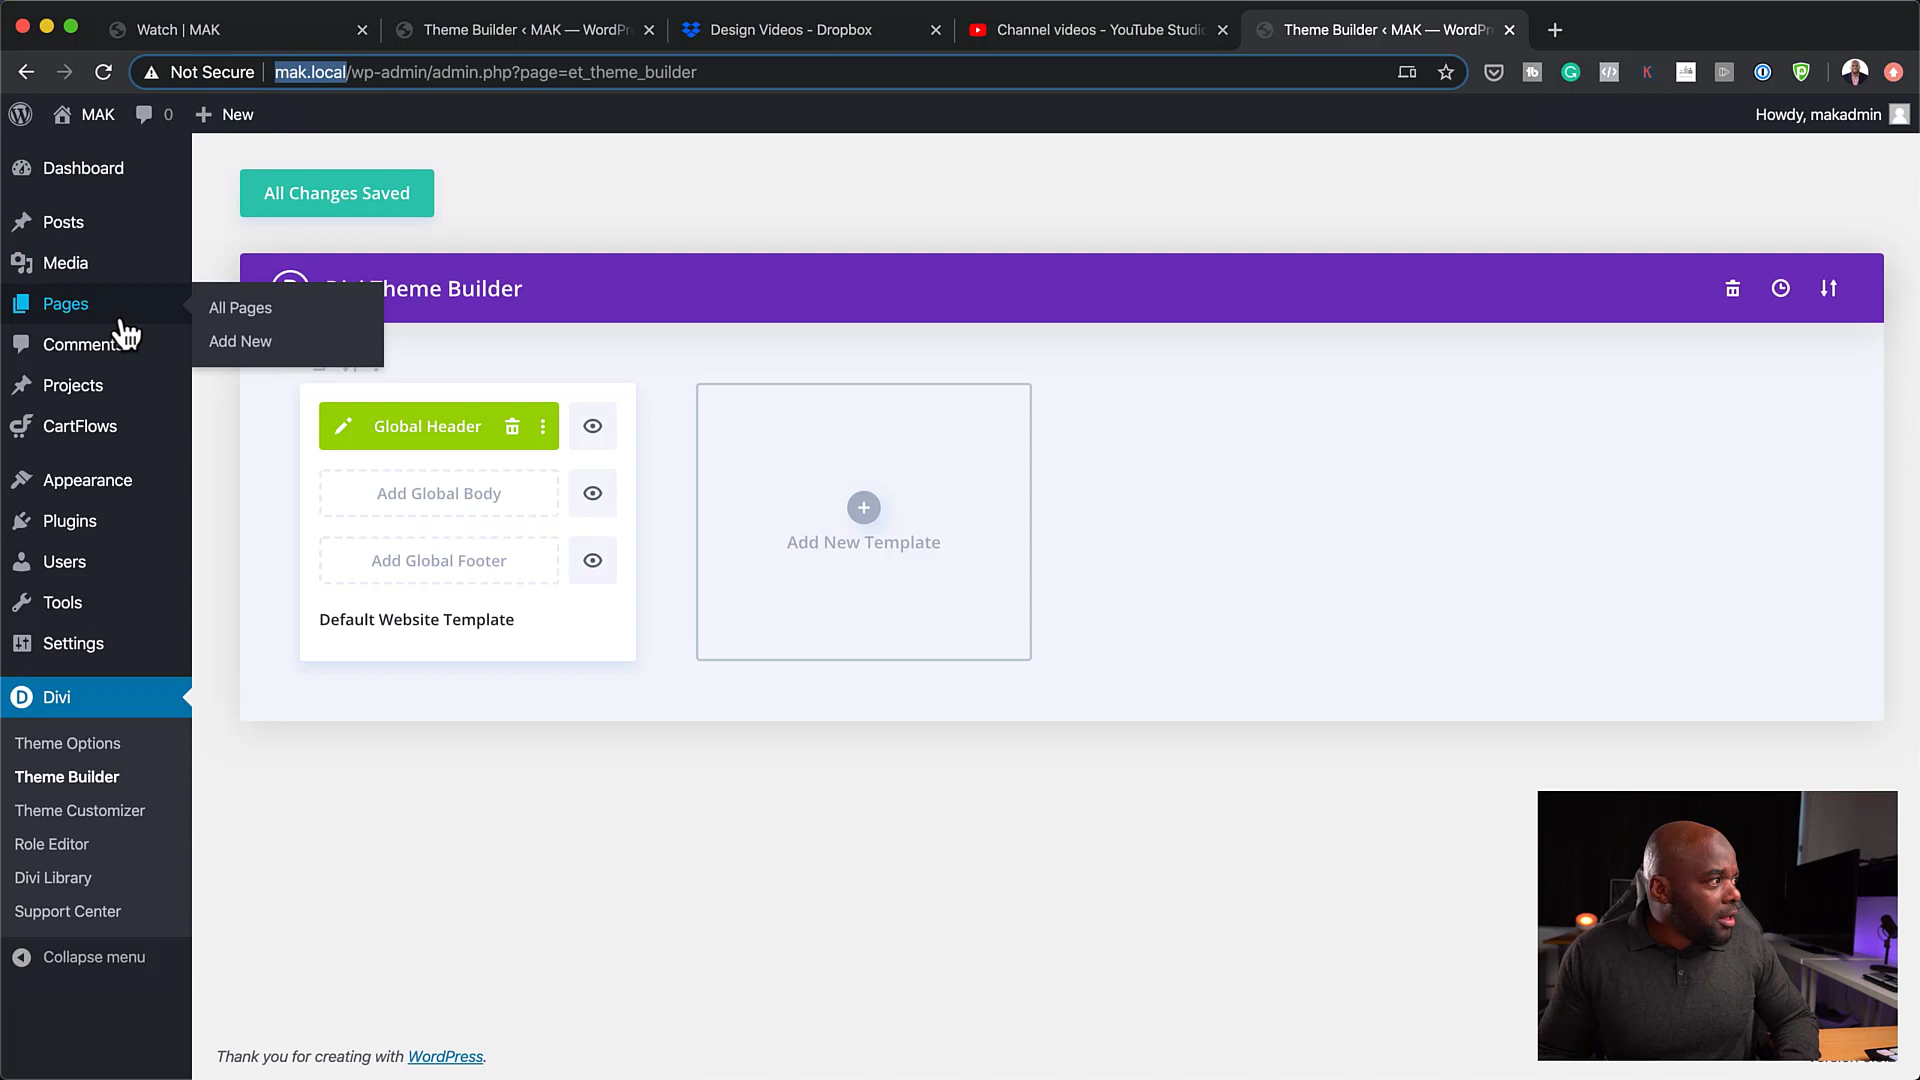 Watch | MAK
Theme Builder ‹ MAK — WordPr
Design Videos - Dropbox
Channel videos - YouTube Studio
Theme Builder ‹ MAK — WordPr
Not Secure
mak.local/wp-admin/admin.php?page=et_theme_builder
MAK
0
New
Howdy, makadmin
Dashboard
Posts
Media
Pages
Comment
Projects
CartFlows
Appearance
Plugins
Users
Tools
Settings
Divi
Theme Options
Theme Builder
Theme Customizer
Role Editor
Divi Library
Support Center
Collapse menu
All Pages
Add New
All Changes Saved
Divi Theme Builder
Global Header
Add Global Body
Add Global Footer
Default Website Template
Add New Template
Thank you for creating with WordPress.